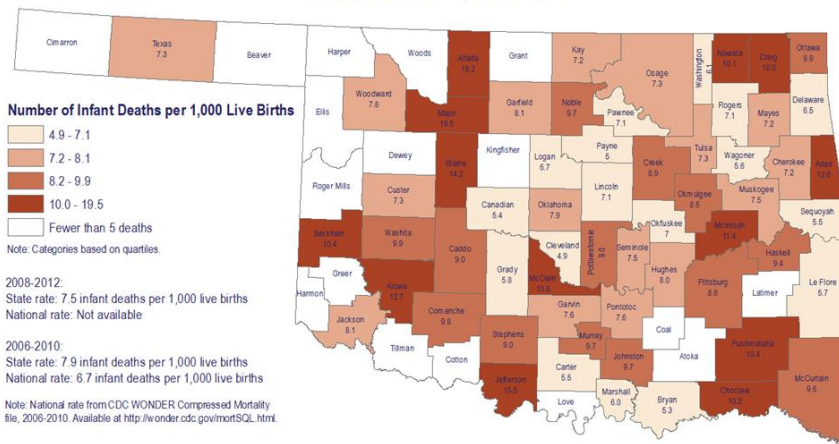 Cimarron
Texas
7.3
Beaver
Harper
Woods
Alfalfa
10.2
Grant
Kay
7.2
Osage
7.3
Washington
6.1
Nowata
10.1
Craig
Ottawa
9.9
Ellis
Woodward
7.8
Major
19.5
Garfield
8.1
Noble
9.7
Pawnee
7.1
Rogers
7.1
Mayes
7.2
Delaware
6.5
Number of Infant Deaths per 1,000 Live Births
4.9 - 7.1
7.2 - 8.1
8.2 - 9.9
10.0 - 19.5
Fewer than 5 deaths
Note: Categories based on quartiles.
Dewey
Blaine
14.2
Kingfisher
Logan
6.7
Payne
5
Creek
8.9
Tulsa
7.3
Wagoner
5.6
Cherokee
7.2
Adair
12.6
Roger Mills
Custer
7.3
Canadian
5.4
Oklahoma
7.9
Lincoln
7.1
Okmulgee
8.5
Muskogee
7.5
Sequoyah
5.5
Beckham
10.4
Washita
9.9
Caddo
9.0
Grady
5.8
Cleveland
4.9
McClain
Pottawatomie
9.0
Seminole
7.5
Okfuskee
7
McIntosh
11.4
Haskell
9.4
Hughes
8.0
Pittsburg
8.6
Latimer
Le Flore
5.7
Greer
Harmon
Kiowa
12.7
Jackson
8.1
Tillman
Comanche
9.8
Cotton
Stephens
9.0
Jefferson
Garvin
7.6
Murray
9.7
Pontotoc
7.6
Coal
Atoka
Johnston
9.7
Pushmataha
10.4
McCurtain
9.6
Carter
5.5
Love
Marshall
6.0
Bryan
5.3
Choctaw
10.2
2008-2012:
State rate: 7.5 infant deaths per 1,000 live births
National rate: Not available
2006-2010:
State rate: 7.9 infant deaths per 1,000 live births
National rate: 6.7 infant deaths per 1,000 live births
Note: National rate from CDC WONDER Compressed Mortality
file, 2006-2010. Available at http://wonder.cdc.gov/mortSQL.html.